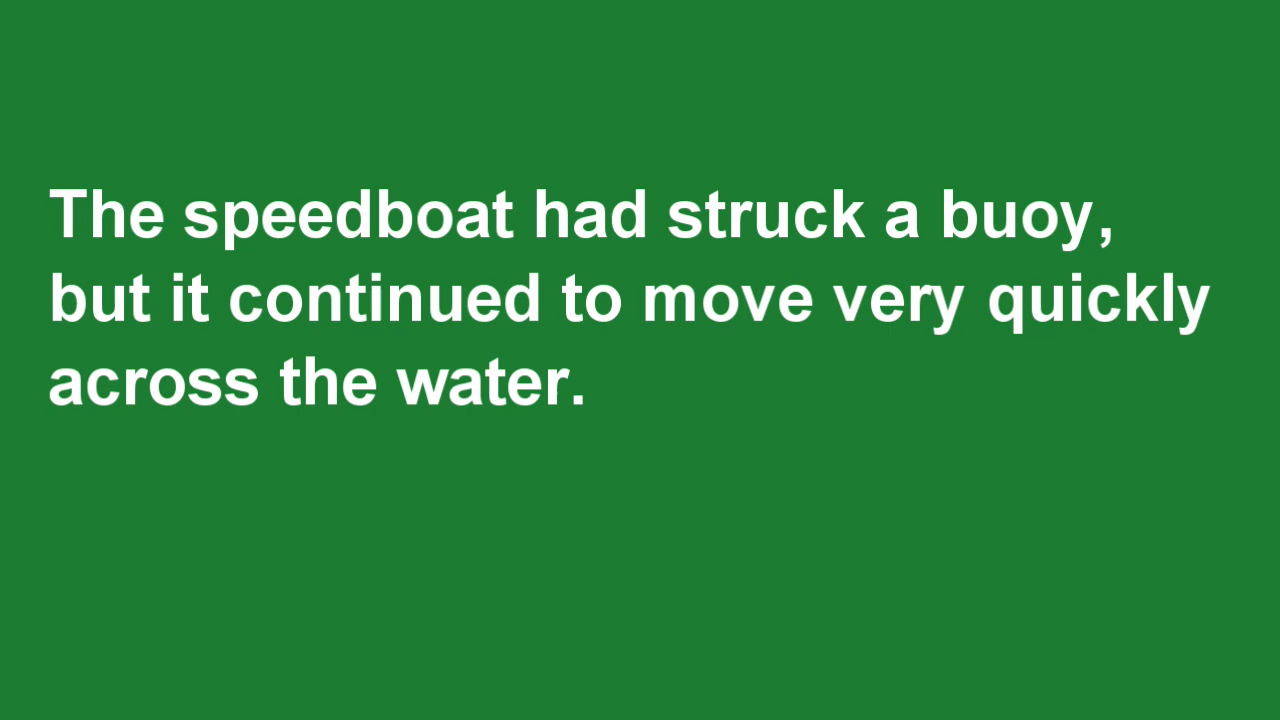 The speedboat had struck a buoy,
but it continued to move very quickly
across the water.